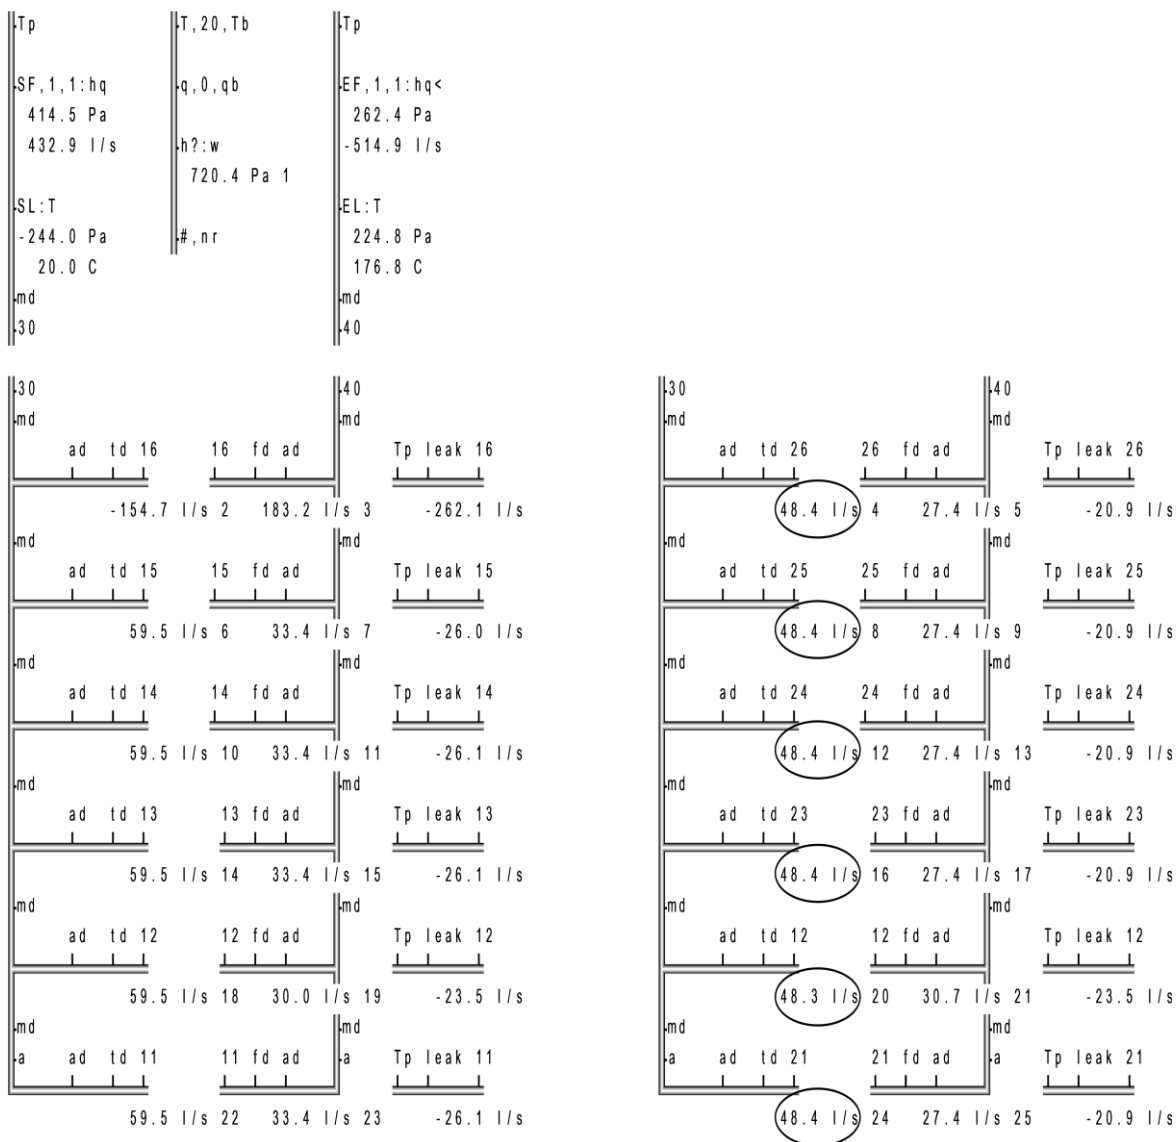 Tp T,20,Tb Tp
SF,1,1:hq q,0,qb EF,1,1:hq<
414.5 Pa 262.4 Pa
432.9 l/s h?:w -514.9 l/s
720.4 Pa 1
SL:T EL:T
-244.0 Pa #,nr 224.8 Pa
20.0 C 176.8 C
md md
30 40
30 40 30 40
md md md md
ad td 16 16 fd ad Tp leak 16 ad td 26 26 fd ad Tp leak 26
-154.7 l/s 2 183.2 l/s 3 -262.1 l/s 48.4 l/s 4 27.4 l/s 5 -20.9 l/s
md md md md
ad td 15 15 fd ad Tp leak 15 ad td 25 25 fd ad Tp leak 25
59.5 l/s 6 33.4 l/s 7 -26.0 l/s 48.4 l/s 8 27.4 l/s 9 -20.9 l/s
md md md md
ad td 14 14 fd ad Tp leak 14 ad td 24 24 fd ad Tp leak 24
59.5 l/s 10 33.4 l/s 11 -26.1 l/s 48.4 l/s 12 27.4 l/s 13 -20.9 l/s
md md md md
ad td 13 13 fd ad Tp leak 13 ad td 23 23 fd ad Tp leak 23
59.5 l/s 14 33.4 l/s 15 -26.1 l/s 48.4 l/s 16 27.4 l/s 17 -20.9 l/s
md md md md
ad td 12 12 fd ad Tp leak 12 ad td 12 12 fd ad Tp leak 12
59.5 l/s 18 30.0 l/s 19 -23.5 l/s 48.3 l/s 20 30.7 l/s 21 -23.5 l/s
md md md md
a ad td 11 11 fd ad a Tp leak 11 a ad td 21 21 fd ad a Tp leak 21
59.5 l/s 22 33.4 l/s 23 -26.1 l/s 48.4 l/s 24 27.4 l/s 25 -20.9 l/s